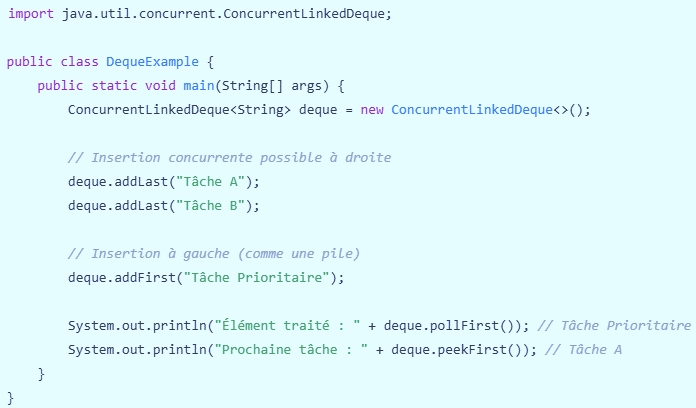 import java.util.concurrent.ConcurrentLinkedDeque;

public class DequeExample {
    public static void main(String[] args) {
        ConcurrentLinkedDeque<String> deque = new ConcurrentLinkedDeque<>();

        // Insertion concurrente possible à droite
        deque.addLast("Tâche A");
        deque.addLast("Tâche B");

        // Insertion à gauche (comme une pile)
        deque.addFirst("Tâche Prioritaire");

        System.out.println("Élément traité : " + deque.pollFirst()); // Tâche Prioritaire
        System.out.println("Prochaine tâche : " + deque.peekFirst()); // Tâche A
    }
}